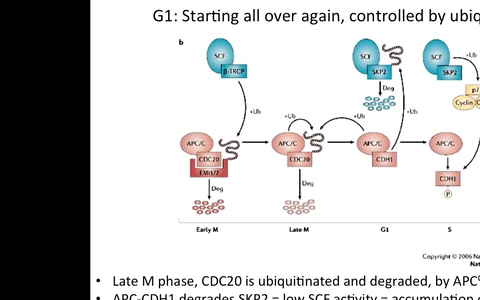 G1: Starting all over again, controlled by ubiq
b
SCF
β-TRCP
+Ub
APC/C
CDC20
EMI1/2
Deg
Early M
+Ub
APC/C
CDC20
Deg
Late M
SCF
SKP2
Deg
+Ub
+Ub
APC/C
CDH1
G1
SCF
SKP2
+Ub
p2
Cyclin
APC/C
CDH1
P
S
Copyright © 2006 Na
Nat
• Late M phase, CDC20 is ubiquitinated and degraded, by APC
• APC-CDH1 degrades SKP2 = low SCF activity = accumulation